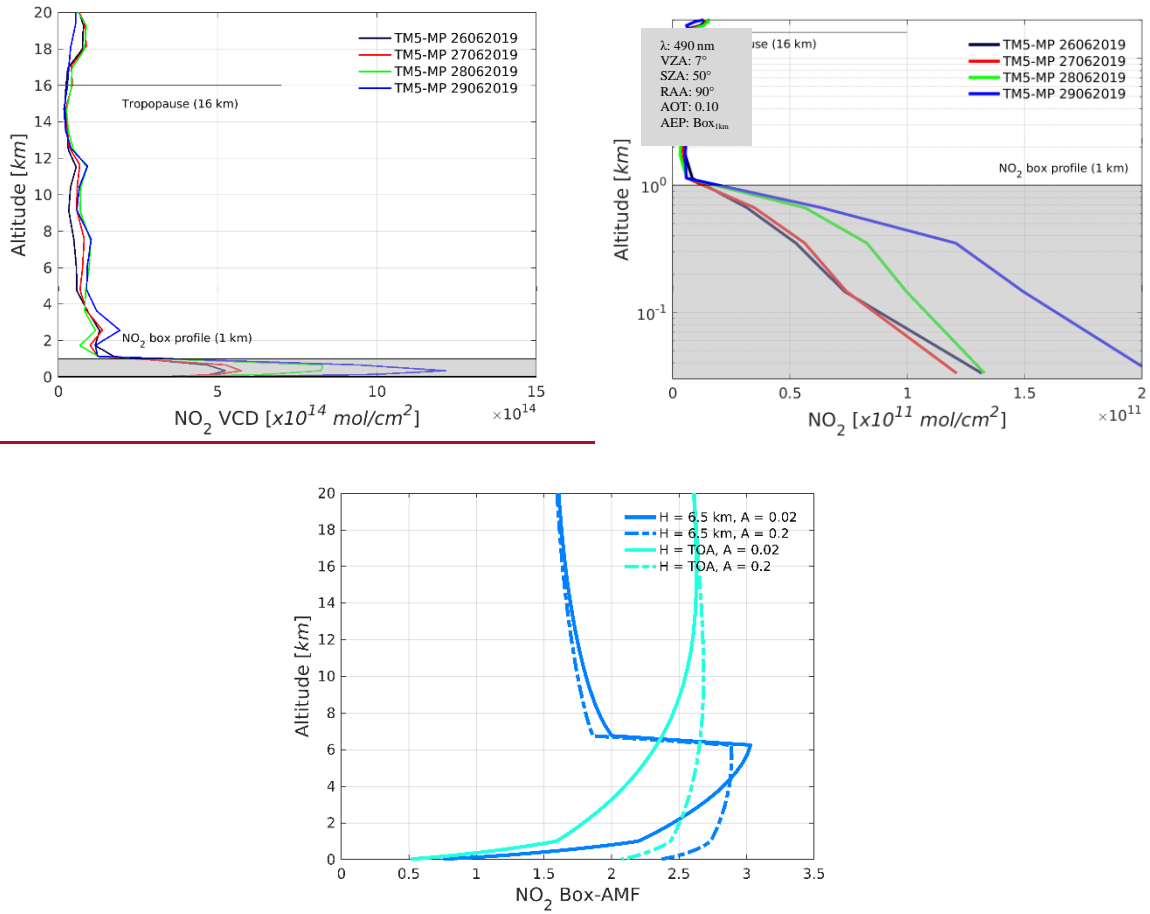 20
18
16
14
12
10
8
6
4
2
0
Altitude [km]
TM5-MP 26062019
TM5-MP 27062019
TM5-MP 28062019
TM5-MP 29062019
Tropopause (16 km)
NO2 box profile (1 km)
0 5 10 15
×10^14
NO2 VCD [x10^14 mol/cm^2]
λ: 490 nm
VZA: 7°
SZA: 50°
RAA: 90°
AOT: 0.10
AEP: Box1km
use (16 km)
TM5-MP 26062019
TM5-MP 27062019
TM5-MP 28062019
TM5-MP 29062019
NO2 box profile (1 km)
10^0
10^-1
Altitude [km]
0 0.5 1 1.5 2
×10^11
NO2 [x10^11 mol/cm^2]
20
18
16
14
12
10
8
6
4
2
0
Altitude [km]
H = 6.5 km, A = 0.02
H = 6.5 km, A = 0.2
H = TOA, A = 0.02
H = TOA, A = 0.2
0 0.5 1 1.5 2 2.5 3 3.5
NO2 Box-AMF